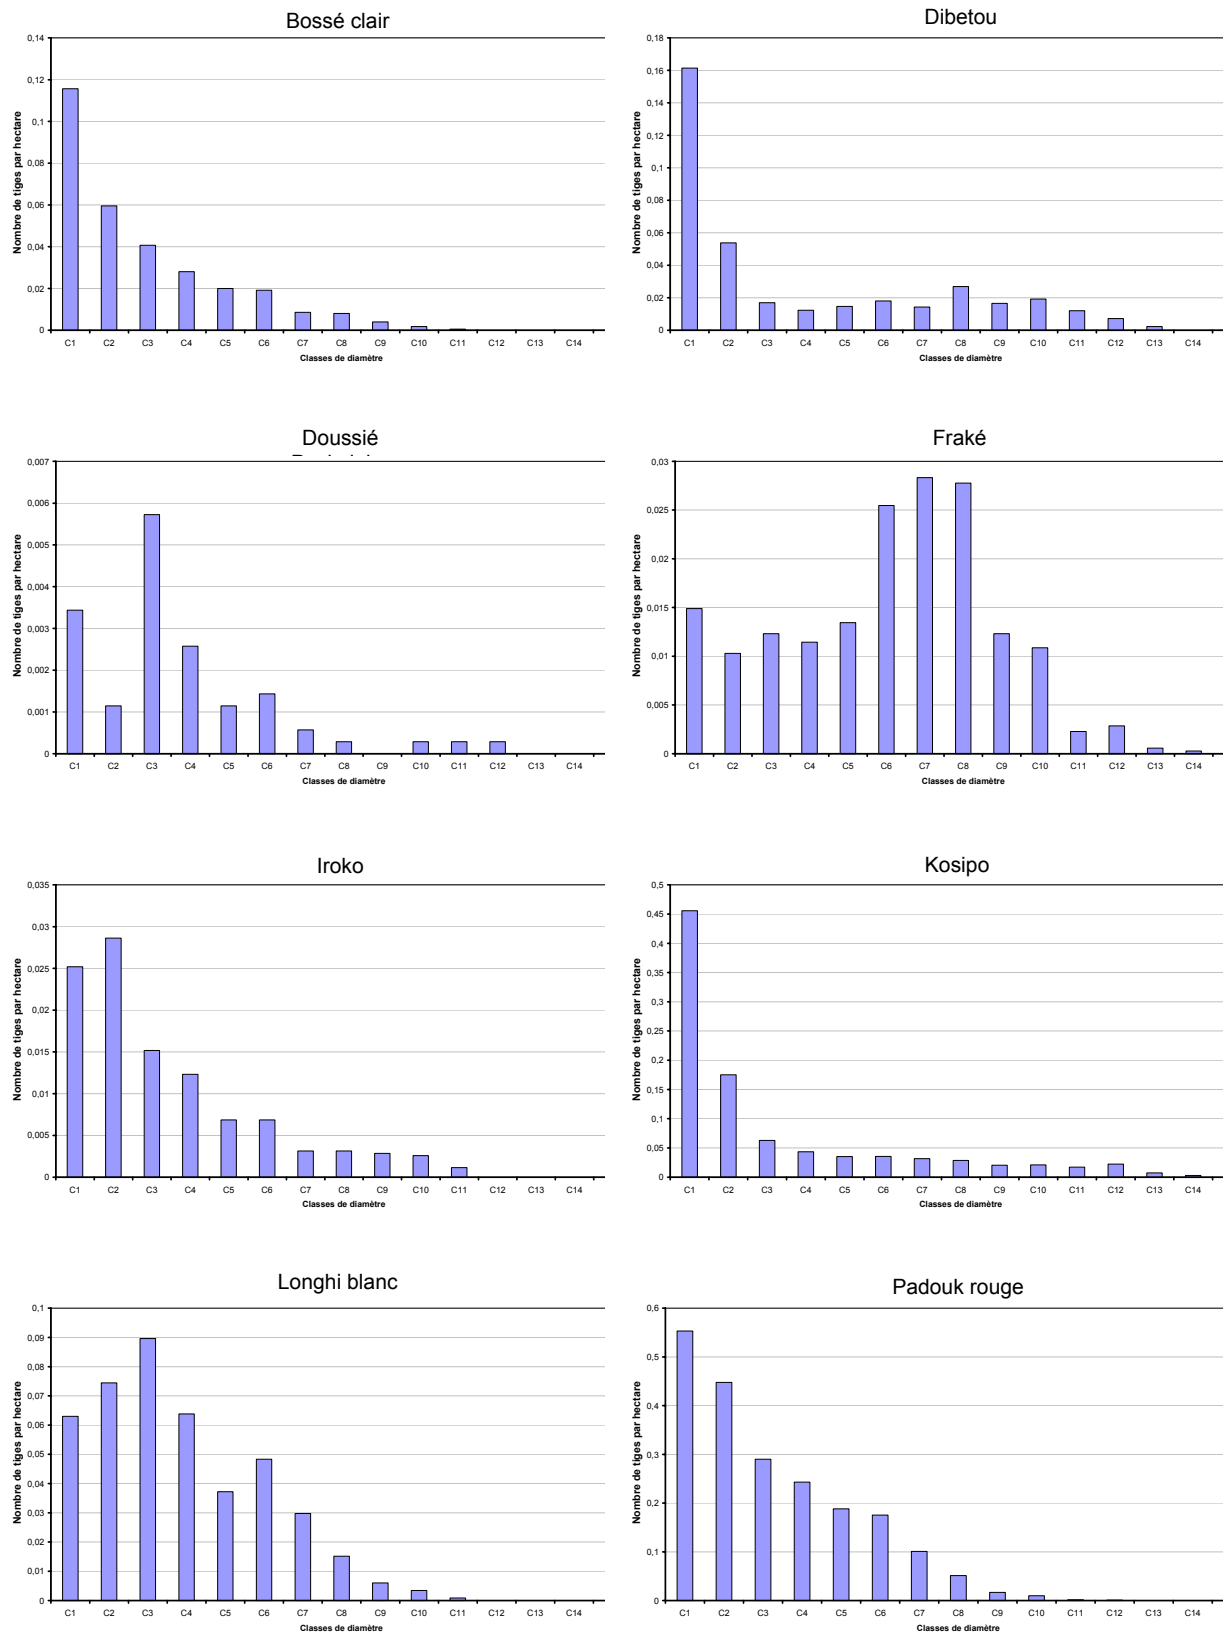 Bossé clair
0,14
0,12
0,1
0,08
0,06
0,04
0,02
0
Nombre de tiges par hectare
C1 C2 C3 C4 C5 C6 C7 C8 C9 C10 C11 C12 C13 C14
Classes de diamètre
Dibetou
0,18
0,16
0,14
0,12
0,1
0,08
0,06
0,04
0,02
0
Nombre de tiges par hectare
C1 C2 C3 C4 C5 C6 C7 C8 C9 C10 C11 C12 C13 C14
Classes de diamètre
Doussié
0,007
0,006
0,005
0,004
0,003
0,002
0,001
0
Nombre de tiges par hectare
C1 C2 C3 C4 C5 C6 C7 C8 C9 C10 C11 C12 C13 C14
Classes de diamètre
Fraké
0,03
0,025
0,02
0,015
0,01
0,005
0
Nombre de tiges par hectare
C1 C2 C3 C4 C5 C6 C7 C8 C9 C10 C11 C12 C13 C14
Classes de diamètre
Iroko
0,035
0,03
0,025
0,02
0,015
0,01
0,005
0
Nombre de tiges par hectare
C1 C2 C3 C4 C5 C6 C7 C8 C9 C10 C11 C12 C13 C14
Classes de diamètre
Kosipo
0,5
0,45
0,4
0,35
0,3
0,25
0,2
0,15
0,1
0,05
0
Nombre de tiges par hectare
C1 C2 C3 C4 C5 C6 C7 C8 C9 C10 C11 C12 C13 C14
Classes de diamètre
Longhi blanc
0,1
0,09
0,08
0,07
0,06
0,05
0,04
0,03
0,02
0,01
0
Nombre de tiges par hectare
C1 C2 C3 C4 C5 C6 C7 C8 C9 C10 C11 C12 C13 C14
Classes de diamètre
Padouk rouge
0,6
0,5
0,4
0,3
0,2
0,1
0
Nombre de tiges par hectare
C1 C2 C3 C4 C5 C6 C7 C8 C9 C10 C11 C12 C13 C14
Classes de diamètre